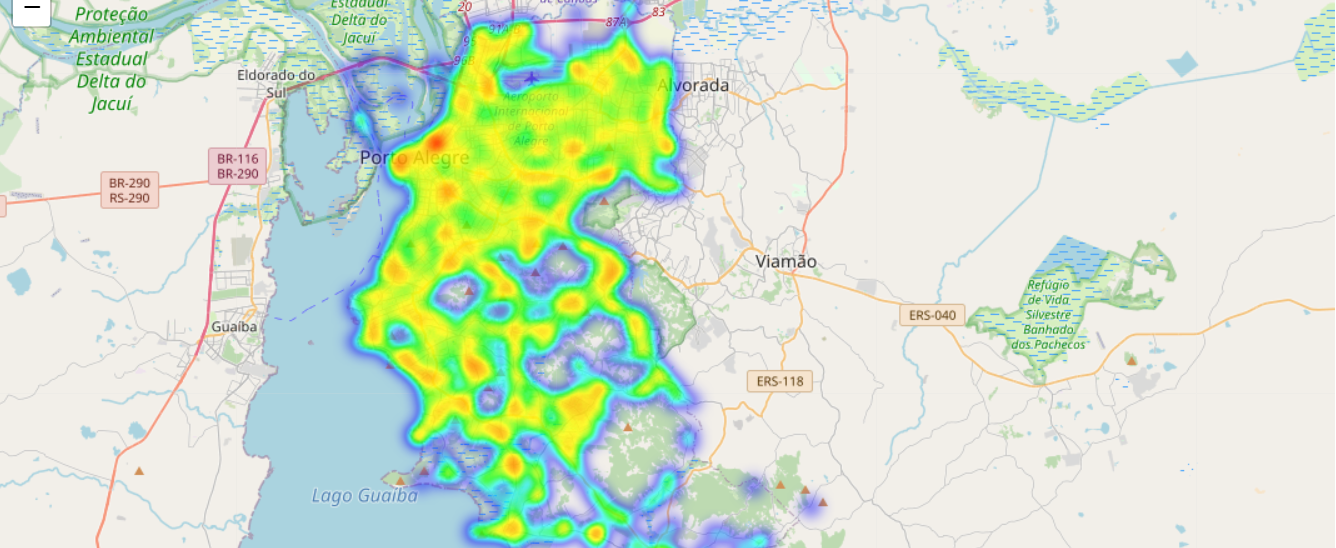 Proteção
Ambiental
Estadual
Delta do
Jacuí
Estadual
Delta do
Jacuí
20
de Canoas
91A-B
87A
83
96B
Eldorado do
Sul
Alvorada
Aeroporto
Internacional
de Porto
Alegre
Porto Alegre
BR-116
BR-290
BR-290
RS-290
Viamão
Refúgio
de Vida
Silvestre
Banhado
dos Pachecos
ERS-040
Guaíba
ERS-118
Lago Guaíba